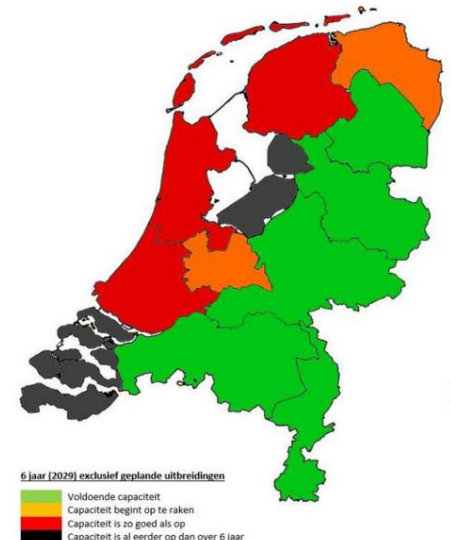 6 jaar (2029) exclusief geplande uitbreidingen
Voldoende capaciteit
Capaciteit begint op te raken
Capaciteit is zo goed als op
Capaciteit is al eerder op dan over 6 jaar